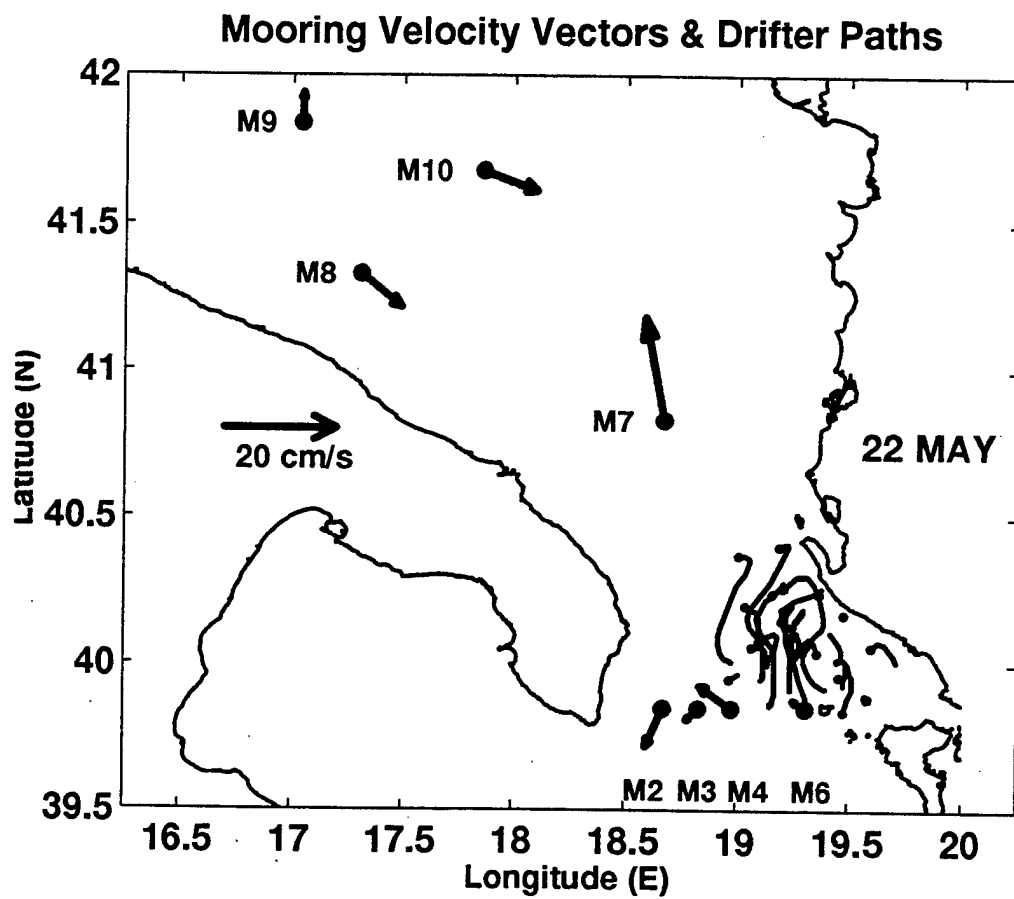 Mooring Velocity Vectors & Drifter Paths
42
M9
M10
41.5
M8
41
M7
20 cm/s
22 MAY
Latitude (N)
40.5
40
M2 M3 M4 M6
39.5
16.5 17 17.5 18 18.5 19 19.5 20
Longitude (E)